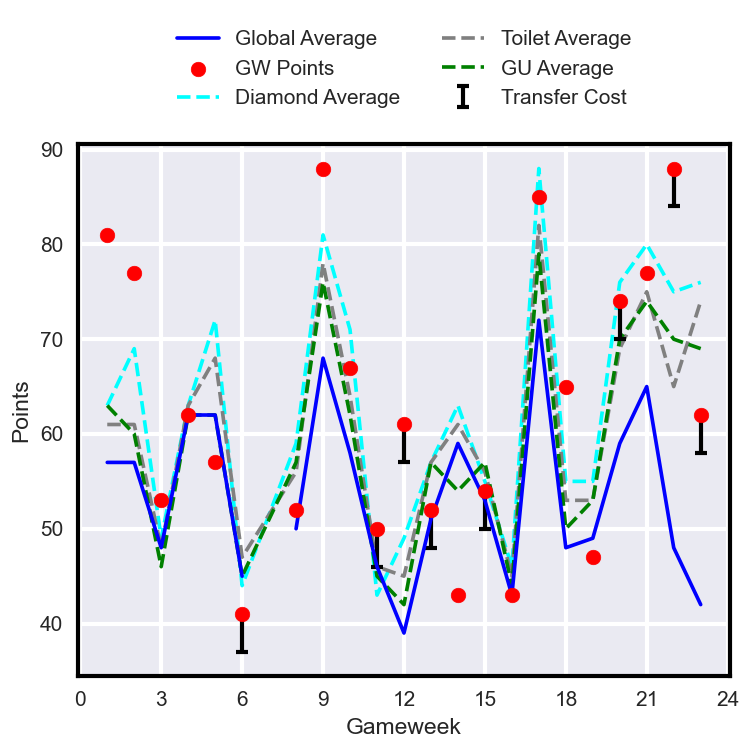 Global Average
GW Points
Diamond Average
Toilet Average
GU Average
Transfer Cost
90
80
70
60
50
40
Points
0 3 6 9 12 15 18 21 24
Gameweek